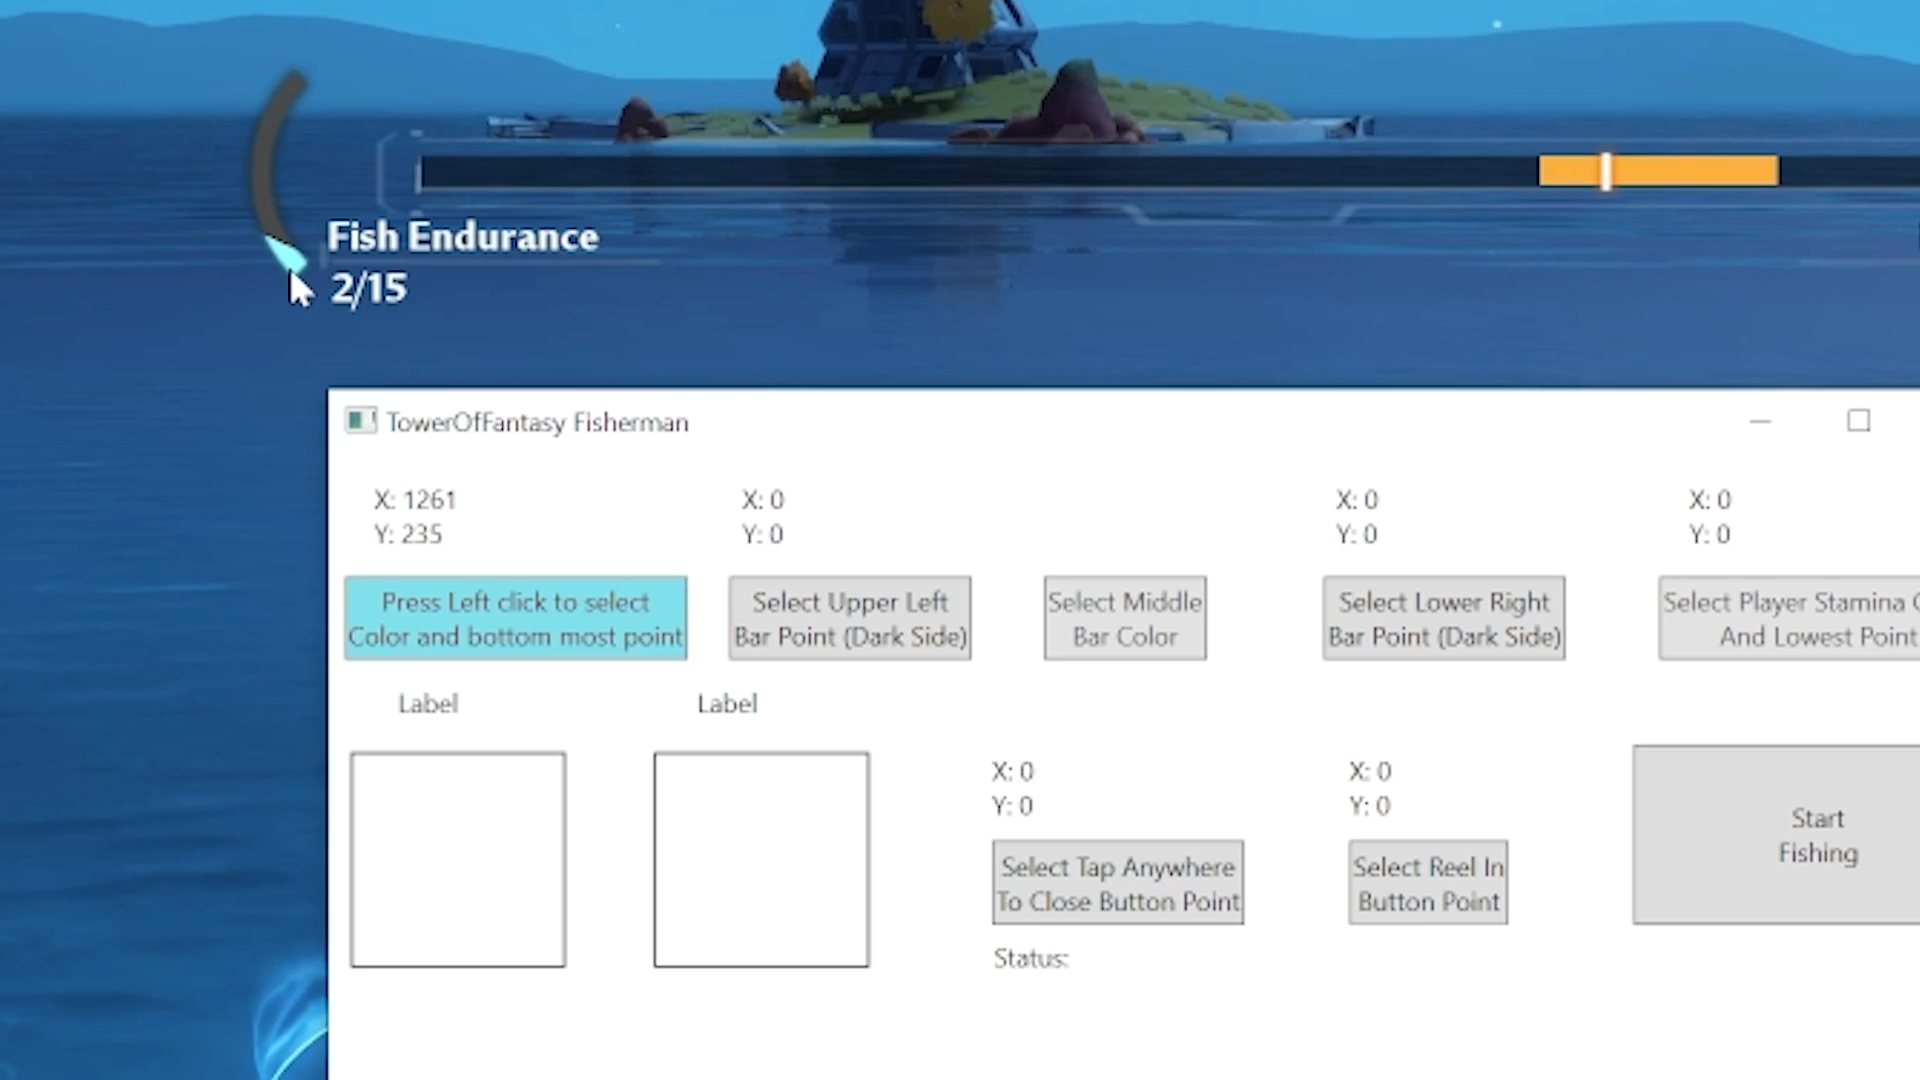 Fish Endurance
2/15
TowerOfFantasy Fisherman
X: 1261
Y: 235
X: 0
Y: 0
X: 0
Y: 0
X: 0
Y: 0
Press Left click to select
Color and bottom most point
Select Upper Left
Bar Point (Dark Side)
Select Middle
Bar Color
Select Lower Right
Bar Point (Dark Side)
Select Player Stamina
And Lowest Point
Label
Label
X: 0
Y: 0
X: 0
Y: 0
Select Tap Anywhere
To Close Button Point
Select Reel In
Button Point
Start
Fishing
Status: